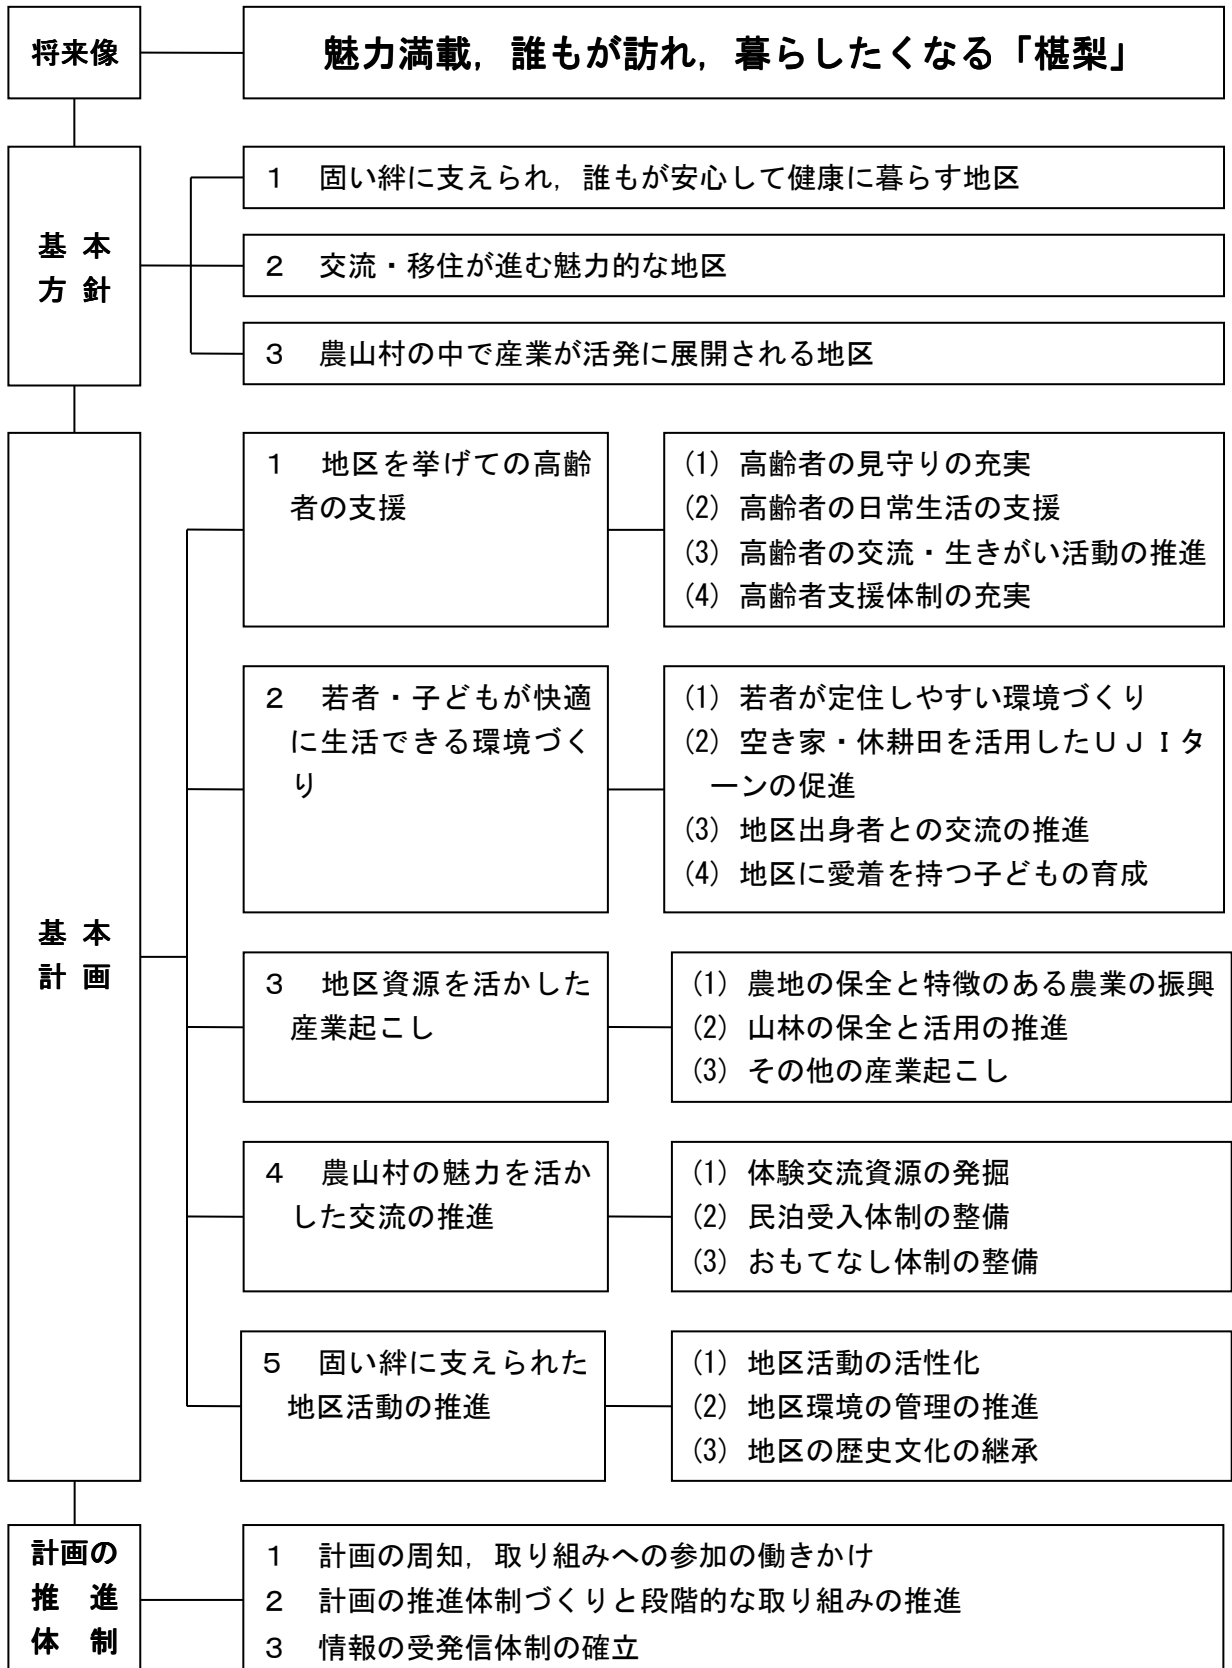 将来像
魅力満載，誰もが訪れ，暮らしたくなる「椹梨」
基本
方針
１　固い絆に支えられ，誰もが安心して健康に暮らす地区
２　交流・移住が進む魅力的な地区
３　農山村の中で産業が活発に展開される地区
基本
計画
１　地区を挙げての高齢
者の支援
(1) 高齢者の見守りの充実
(2) 高齢者の日常生活の支援
(3) 高齢者の交流・生きがい活動の推進
(4) 高齢者支援体制の充実
２　若者・子どもが快適
に生活できる環境づく
り
(1) 若者が定住しやすい環境づくり
(2) 空き家・休耕田を活用したＵＪＩタ
ーンの促進
(3) 地区出身者との交流の推進
(4) 地区に愛着を持つ子どもの育成
３　地区資源を活かした
産業起こし
(1) 農地の保全と特徴のある農業の振興
(2) 山林の保全と活用の推進
(3) その他の産業起こし
４　農山村の魅力を活か
した交流の推進
(1) 体験交流資源の発掘
(2) 民泊受入体制の整備
(3) おもてなし体制の整備
５　固い絆に支えられた
地区活動の推進
(1) 地区活動の活性化
(2) 地区環境の管理の推進
(3) 地区の歴史文化の継承
計画の
推進
体制
１　計画の周知，取り組みへの参加の働きかけ
２　計画の推進体制づくりと段階的な取り組みの推進
３　情報の受発信体制の確立